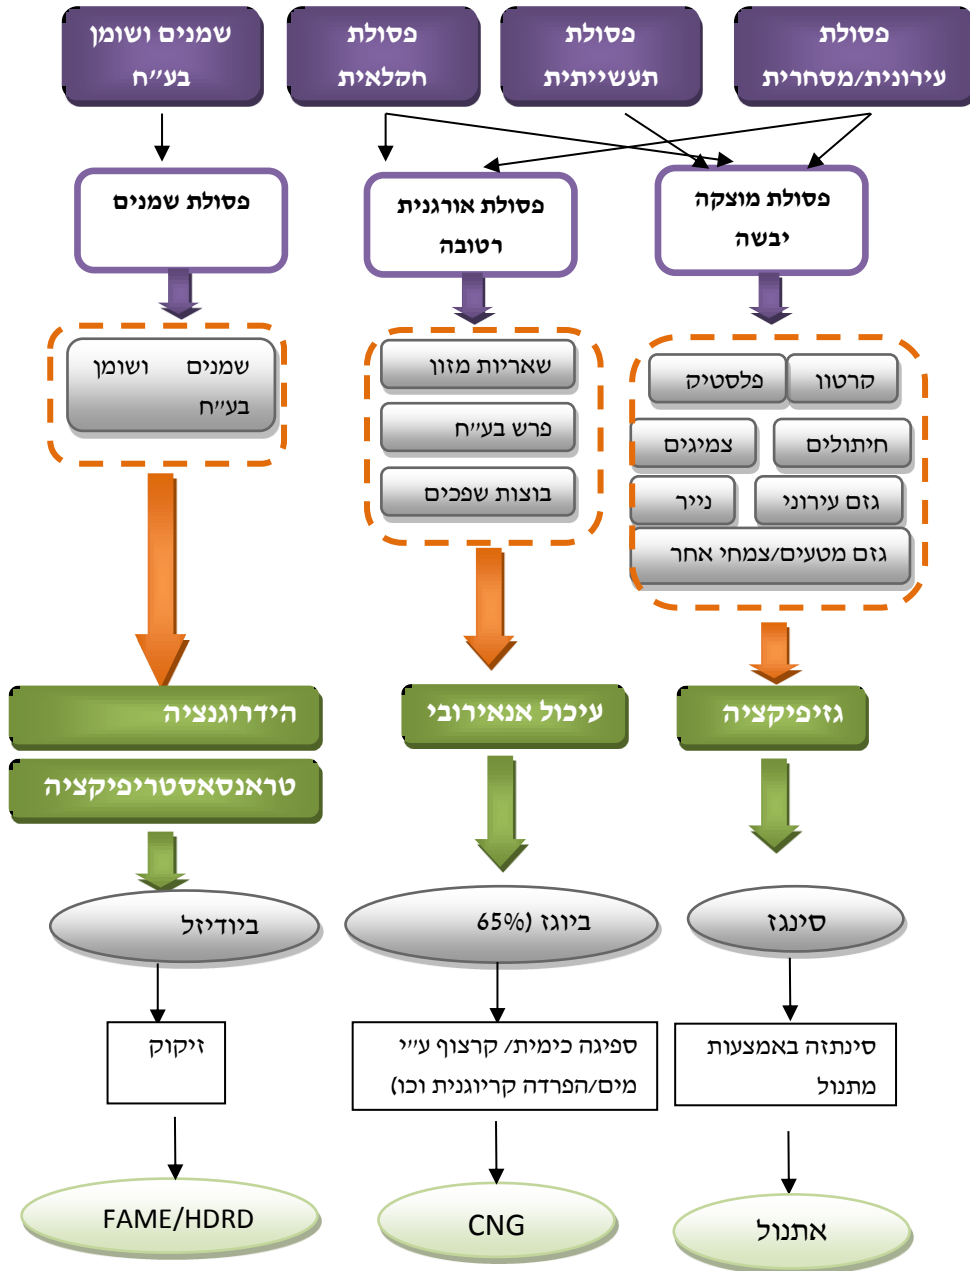 פסולת
עירונית/מסחרית
פסולת
תעשייתית
פסולת
חקלאית
שמנים ושומן
בע"ח
פסולת מוצקה
יבשה
פסולת אורגנית
רטובה
פסולת שמנים
קרטון
פלסטיק
חיתולים
צמיגים
גזם עירוני
נייר
גזם מטעים/צמחי אחר
שאריות מזון
פרש בע"ח
בוצות שפכים
שמנים ושומן
בע"ח
גזיפיקציה
עיכול אנאירובי
הידרוגנציה
טראנסאסטריפיקציה
סינגז
ביוגז (65%
ביודיזל
סינתזה באמצעות
מתנול
ספיגה כימית/ קרצוף ע"י
מים/הפרדה קריוגנית וכו)
זיקוק
אתנול
CNG
FAME/HDRD